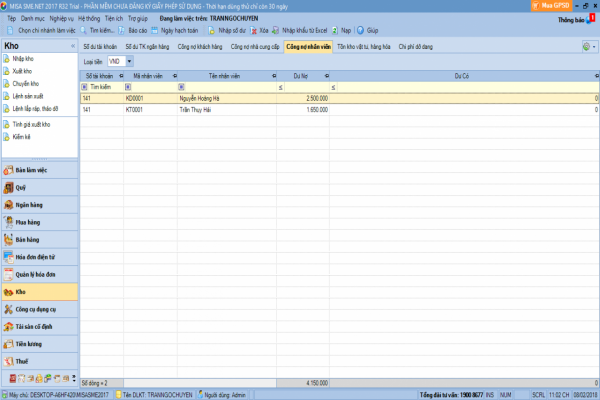 MISA SME.NET 2017 R32 Trial - PHẦN MỀM CHƯA ĐĂNG KÝ GIẤY PHÉP SỬ DỤNG - Thời hạn dùng thử chỉ còn 30 ngày
Mua GPSD
Tệp Danh mục Nghiệp vụ Hệ thống Tiện ích Trợ giúp Đang làm việc trên: TRANNGOCHUYEN
Thông báo 1
Chọn chi nhánh làm việc Tìm kiếm... Báo cáo Ngày hạch toán Nhập số dư Xóa Nhập khẩu từ Excel Nạp Giúp
Kho
Nhập kho
Xuất kho
Chuyển kho
Lệnh sản xuất
Lệnh lắp ráp, tháo dỡ
Tính giá xuất kho
Kiểm kê
Bàn làm việc
Quỹ
Ngân hàng
Mua hàng
Bán hàng
Hóa đơn điện tử
Quản lý hóa đơn
Kho
Công cụ dụng cụ
Tài sản cố định
Tiền lương
Thuế
Số dư tài khoản Số dư TK ngân hàng Công nợ khách hàng Công nợ nhà cung cấp Công nợ nhân viên Tồn kho vật tư, hàng hóa Chi phí dở dang
Loại tiền VND
Số tài khoản Mã nhân viên Tên nhân viên Dư Nợ Dư Có
Tìm kiếm ≤ ≤
141 KD0001 Nguyễn Hoàng Hà 2.500.000 0
141 KT0001 Trần Thụy Hải 1.650.000 0
Số dòng = 2 4.150.000 0
Máy chủ: DESKTOP-A6HF420\MISASME2017 Tên DLKT: TRANNGOCHUYEN Người dùng: Admin Tổng đài tư vấn: 1900 8677 INS NUM SCRL 11:02 CH 08/02/2018